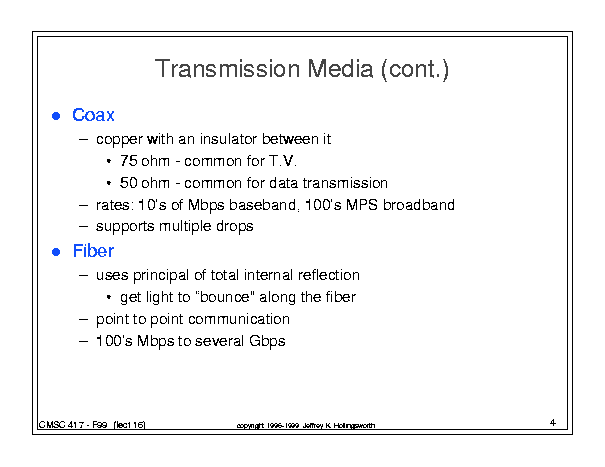 Transmission Media (cont.)
● Coax
– copper with an insulator between it
• 75 ohm - common for T.V.
• 50 ohm - common for data transmission
– rates: 10's of Mbps baseband, 100's MPS broadband
– supports multiple drops
● Fiber
– uses principal of total internal reflection
• get light to "bounce" along the fiber
– point to point communication
– 100's Mbps to several Gbps
CMSC 417 - F99 (lect 16)
copyright 1996-1999 Jeffrey K. Hollingsworth
4